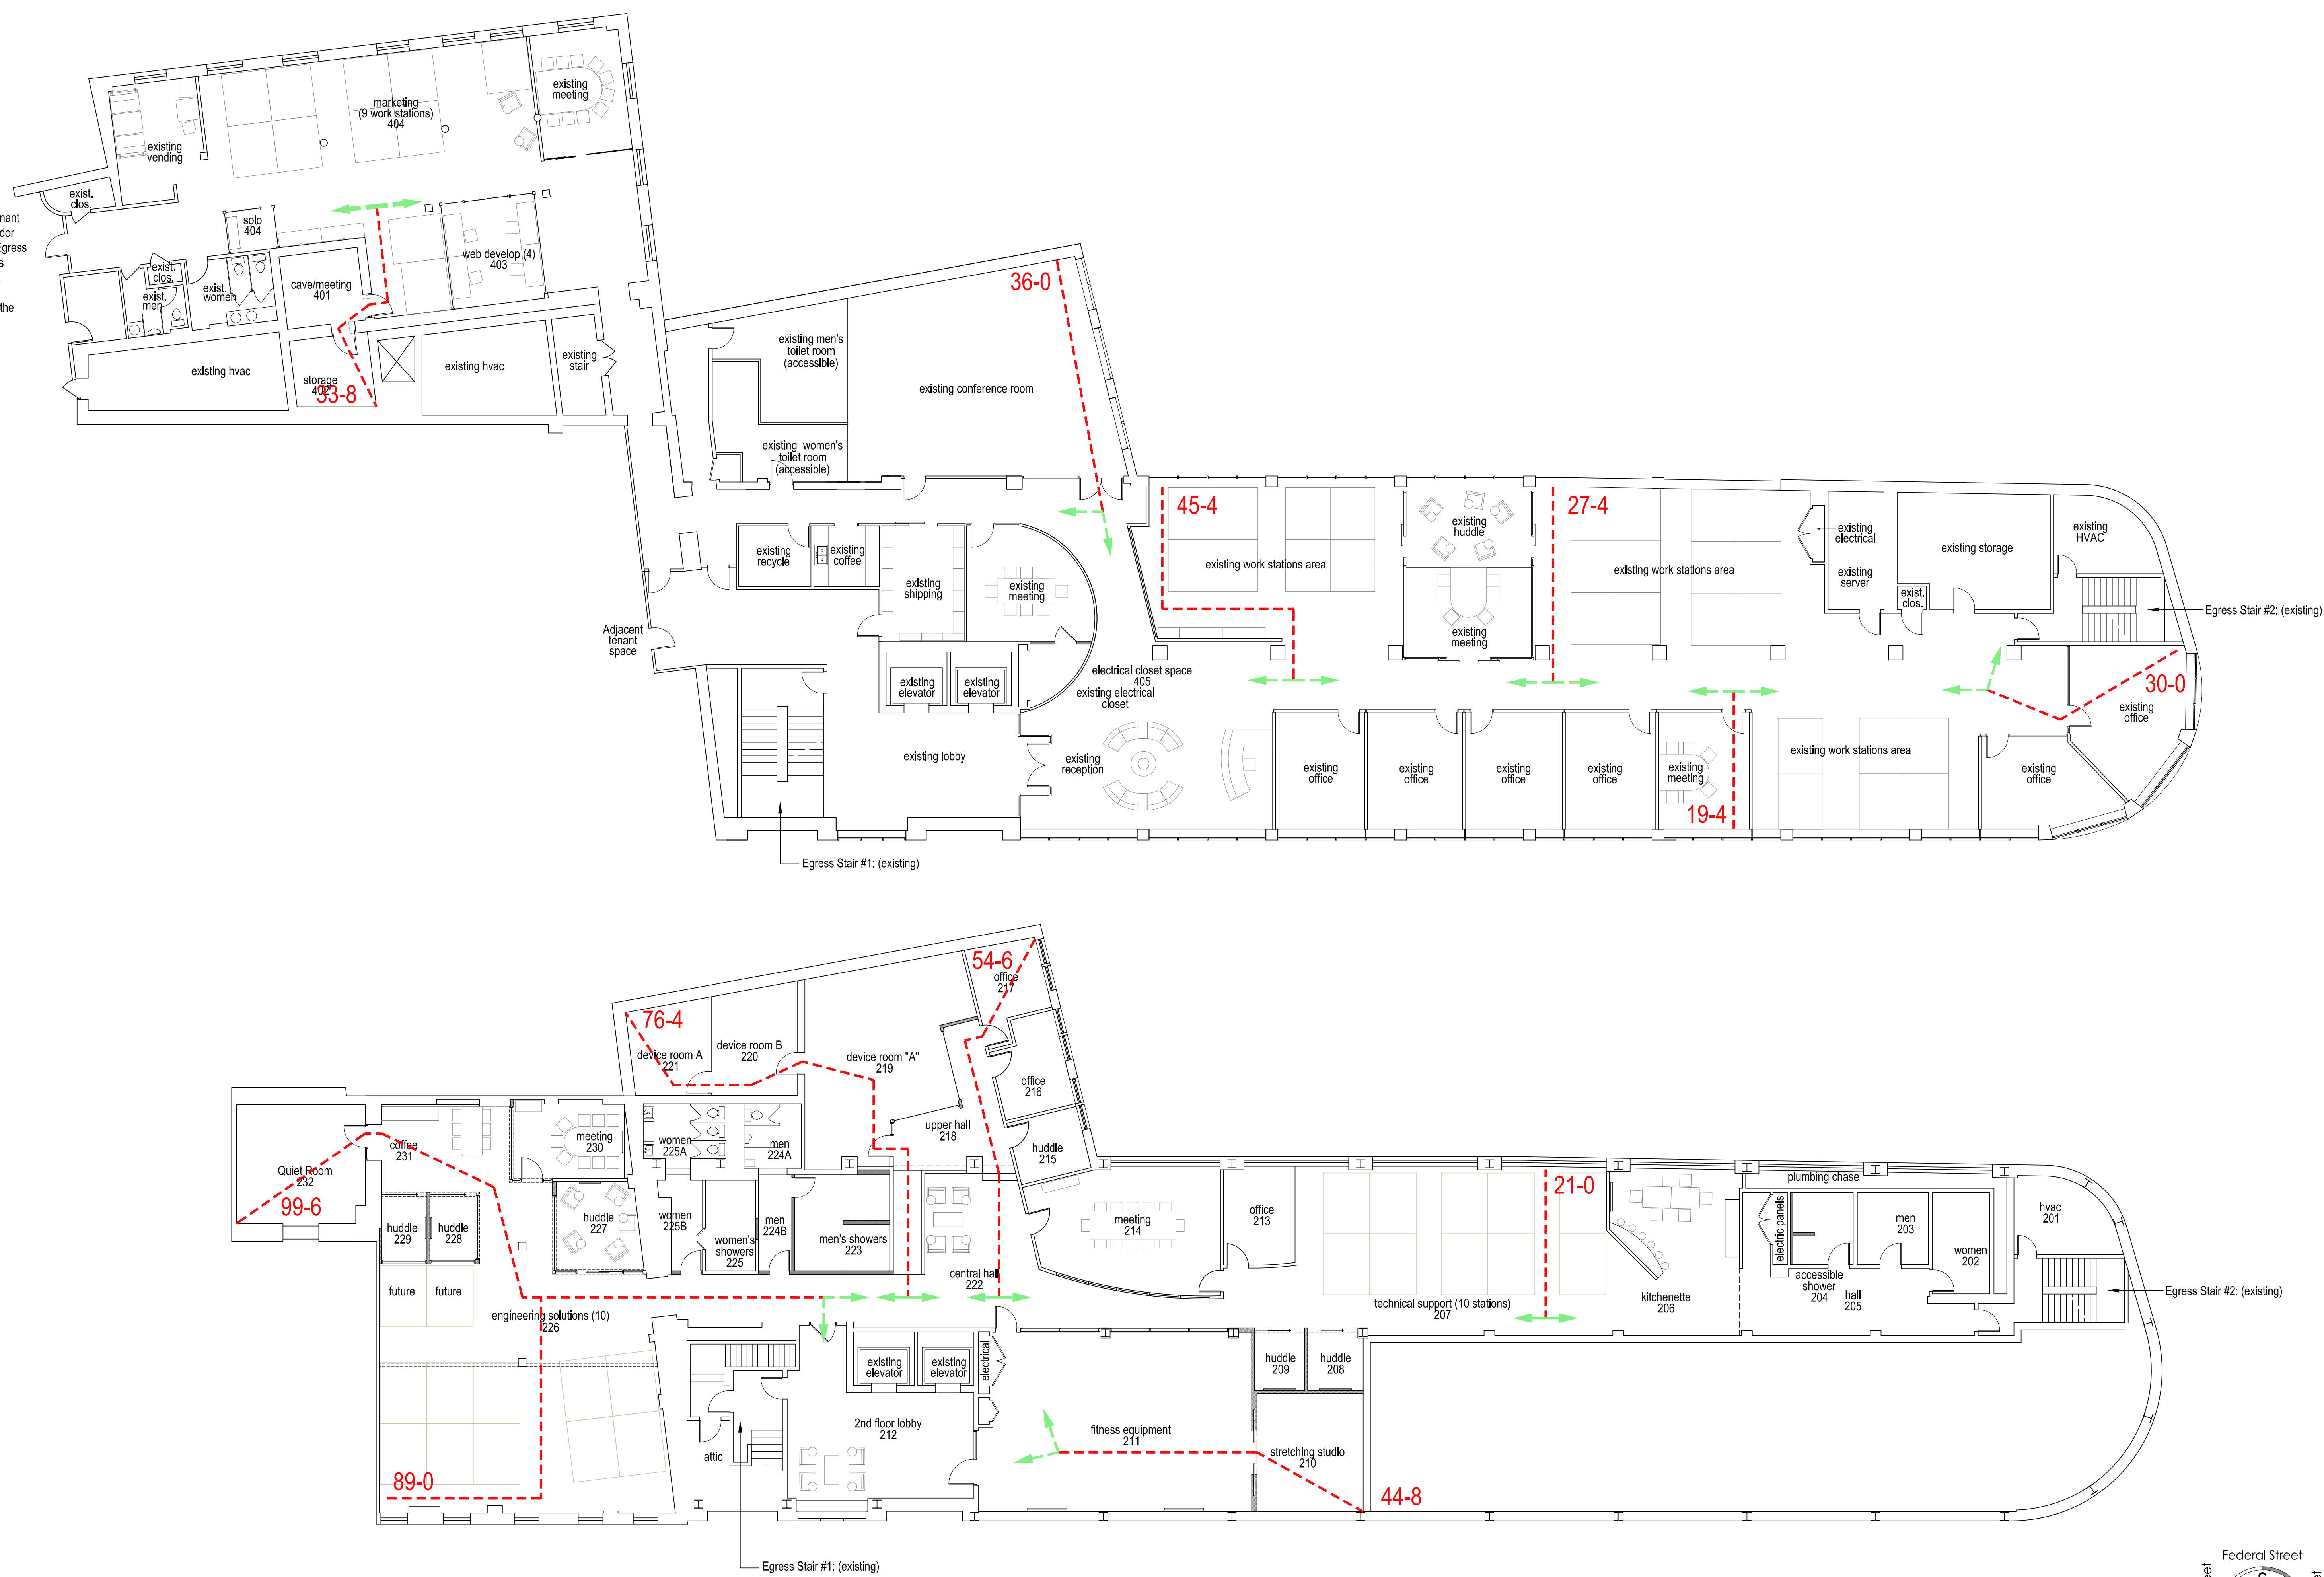 existing
meeting
marketing
(9 work stations)
404
existing
vending
exist.
clos.
nant
dor
Egress
s
the
solo
404
web develop (4)
403
exist.
clos.
exist.
men
exist.
women
cave/meeting
401
existing hvac
storage
402
33-8
existing hvac
existing
stair
36-0
existing men's
toilet room
(accessible)
existing conference room
existing women's
toilet room
(accessible)
45-4
existing work stations area
existing
huddle
existing
meeting
27-4
existing work stations area
existing
electrical
existing
server
existing storage
exist.
clos.
existing
HVAC
Egress Stair #2: (existing)
existing
recycle
existing
coffee
existing
shipping
existing
meeting
Adjacent
tenant
space
existing
elevator
existing
elevator
electrical closet space
405
existing electrical
closet
30-0
existing
office
existing lobby
existing
reception
existing
office
existing
office
existing
office
existing
office
existing
meeting
19-4
existing work stations area
existing
office
Egress Stair #1: (existing)
54-6
office
217
76-4
device room A
221
device room B
220
device room "A"
219
office
216
upper hall
218
huddle
215
coffee
231
meeting
230
women
225A
men
224A
Quiet Room
232
99-6
huddle
229
huddle
228
huddle
227
women
225B
women's
showers
225
men
224B
men's showers
223
central hall
222
meeting
214
office
213
21-0
technical support (10 stations)
207
kitchenette
206
plumbing chase
electric panels
accessible
shower
204
hall
205
men
203
women
202
hvac
201
Egress Stair #2: (existing)
future
future
engineering solutions (10)
226
existing
elevator
existing
elevator
electrical
huddle
209
huddle
208
2nd floor lobby
212
fitness equipment
211
stretching studio
210
attic
89-0
44-8
Egress Stair #1: (existing)
Federal Street